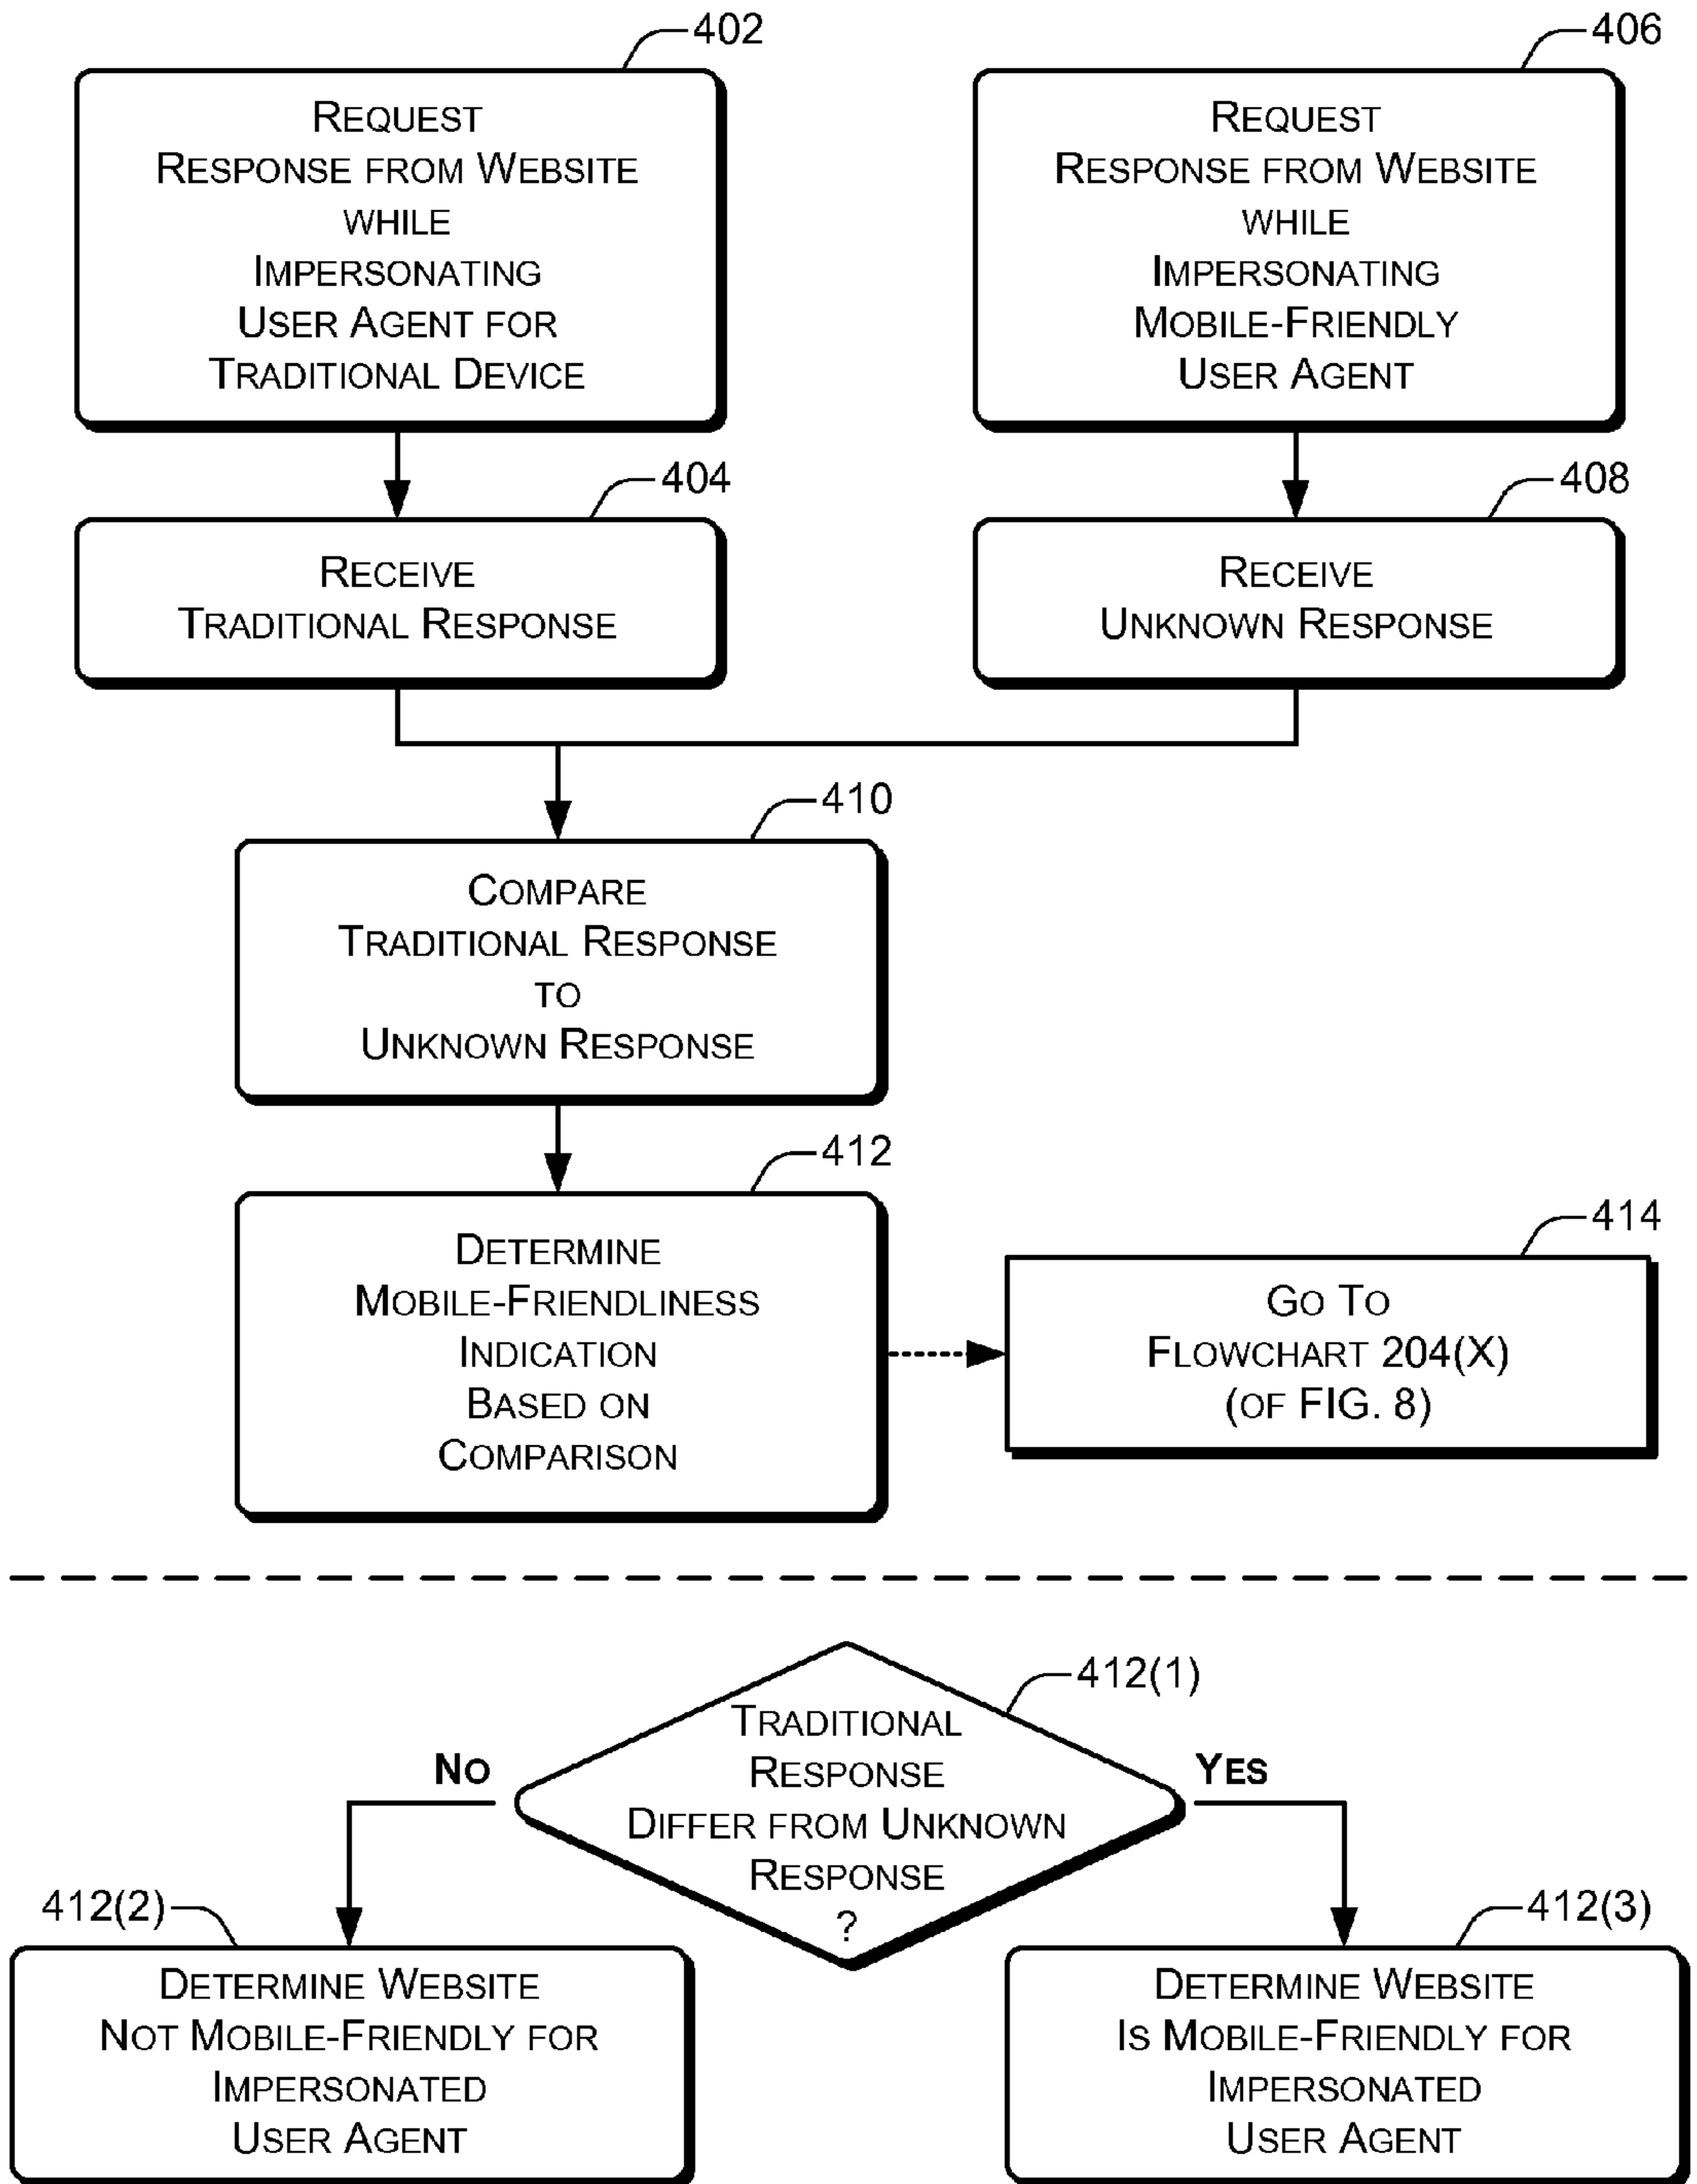 402
REQUEST
RESPONSE FROM WEBSITE
WHILE
IMPERSONATING
USER AGENT FOR
TRADITIONAL DEVICE
406
REQUEST
RESPONSE FROM WEBSITE
WHILE
IMPERSONATING
MOBILE-FRIENDLY
USER AGENT
404
RECEIVE
TRADITIONAL RESPONSE
408
RECEIVE
UNKNOWN RESPONSE
410
COMPARE
TRADITIONAL RESPONSE
TO
UNKNOWN RESPONSE
412
DETERMINE
MOBILE-FRIENDLINESS
INDICATION
BASED ON
COMPARISON
414
GO TO
FLOWCHART 204(X)
(OF FIG. 8)
412(1)
TRADITIONAL
RESPONSE
DIFFER FROM UNKNOWN
RESPONSE
?
NO
YES
412(2)
DETERMINE WEBSITE
NOT MOBILE-FRIENDLY FOR
IMPERSONATED
USER AGENT
412(3)
DETERMINE WEBSITE
IS MOBILE-FRIENDLY FOR
IMPERSONATED
USER AGENT